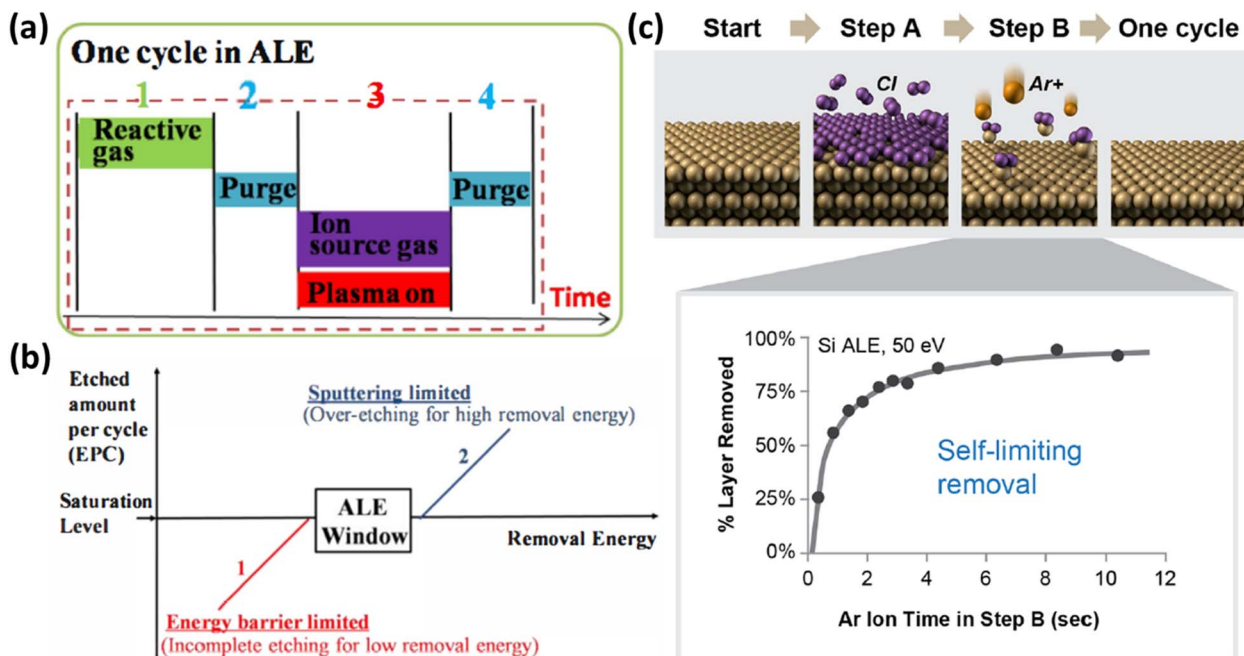 (a)
One cycle in ALE
1
2
3
4
Reactive
gas
Purge
Ion
source gas
Plasma on
Purge
Time
(b)
Etched
amount
per cycle
(EPC)
Sputtering limited
(Over-etching for high removal energy)
2
Saturation
Level
ALE
Window
Removal Energy
1
Energy barrier limited
(Incomplete etching for low removal energy)
(c)
Start
Step A
Step B
One cycle
Cl
Ar+
Si ALE, 50 eV
Self-limiting
removal
% Layer Removed
100%
75%
50%
25%
0%
0 2 4 6 8 10 12
Ar Ion Time in Step B (sec)